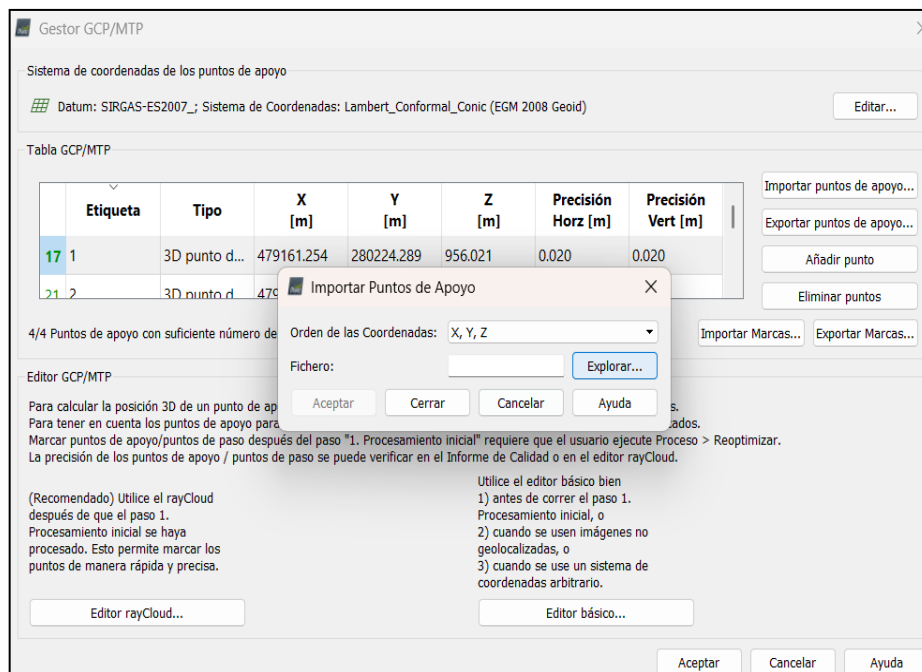 Gestor GCP/MTP
Sistema de coordenadas de los puntos de apoyo
Datum: SIRGAS-ES2007_; Sistema de Coordenadas: Lambert_Conformal_Conic (EGM 2008 Geoid)
Editar...
Tabla GCP/MTP
Etiqueta Tipo X [m] Y [m] Z [m] Precisión Horz [m] Precisión Vert [m]
17 1 3D punto d... 479161.254 280224.289 956.021 0.020 0.020
21 2 3D punto d
Importar puntos de apoyo...
Exportar puntos de apoyo...
Añadir punto
Eliminar puntos
4/4 Puntos de apoyo con suficiente número de
Importar Marcas...
Exportar Marcas...
Importar Puntos de Apoyo
Orden de las Coordenadas: X, Y, Z
Fichero:
Explorar...
Aceptar
Cerrar
Cancelar
Ayuda
Editor GCP/MTP
Para calcular la posición 3D de un punto de
Para tener en cuenta los puntos de apoyo
Marcar puntos de apoyo/puntos de paso después del paso "1. Procesamiento inicial" requiere que el usuario ejecute Proceso > Reoptimizar.
La precisión de los puntos de apoyo / puntos de paso se puede verificar en el Informe de Calidad o en el editor rayCloud.
(Recomendado) Utilice el rayCloud
después de que el paso 1.
Procesamiento inicial se haya
procesado. Esto permite marcar los
puntos de manera rápida y precisa.
Editor rayCloud...
Utilice el editor básico bien
1) antes de correr el paso 1.
Procesamiento inicial, o
2) cuando se usen imágenes no
geolocalizadas, o
3) cuando se use un sistema de
coordenadas arbitrario.
Editor básico...
Aceptar
Cancelar
Ayuda